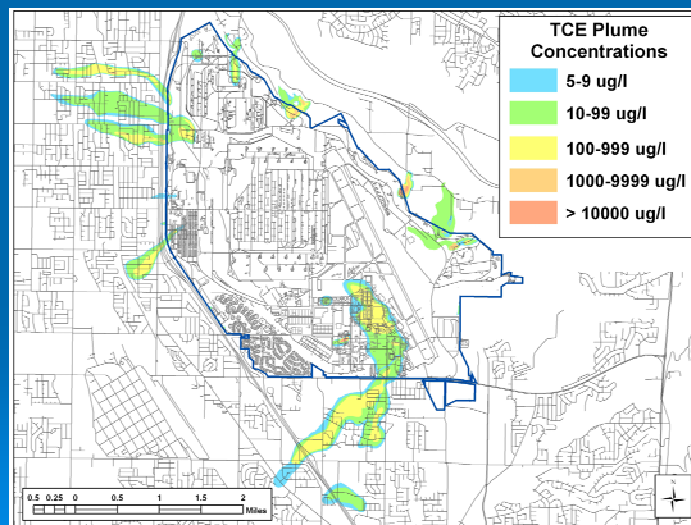 TCE Plume
Concentrations
5-9 ug/l
10-99 ug/l
100-999 ug/l
1000-9999 ug/l
> 10000 ug/l
0.5 0.25 0 0.5 1 1.5 2
Miles
N